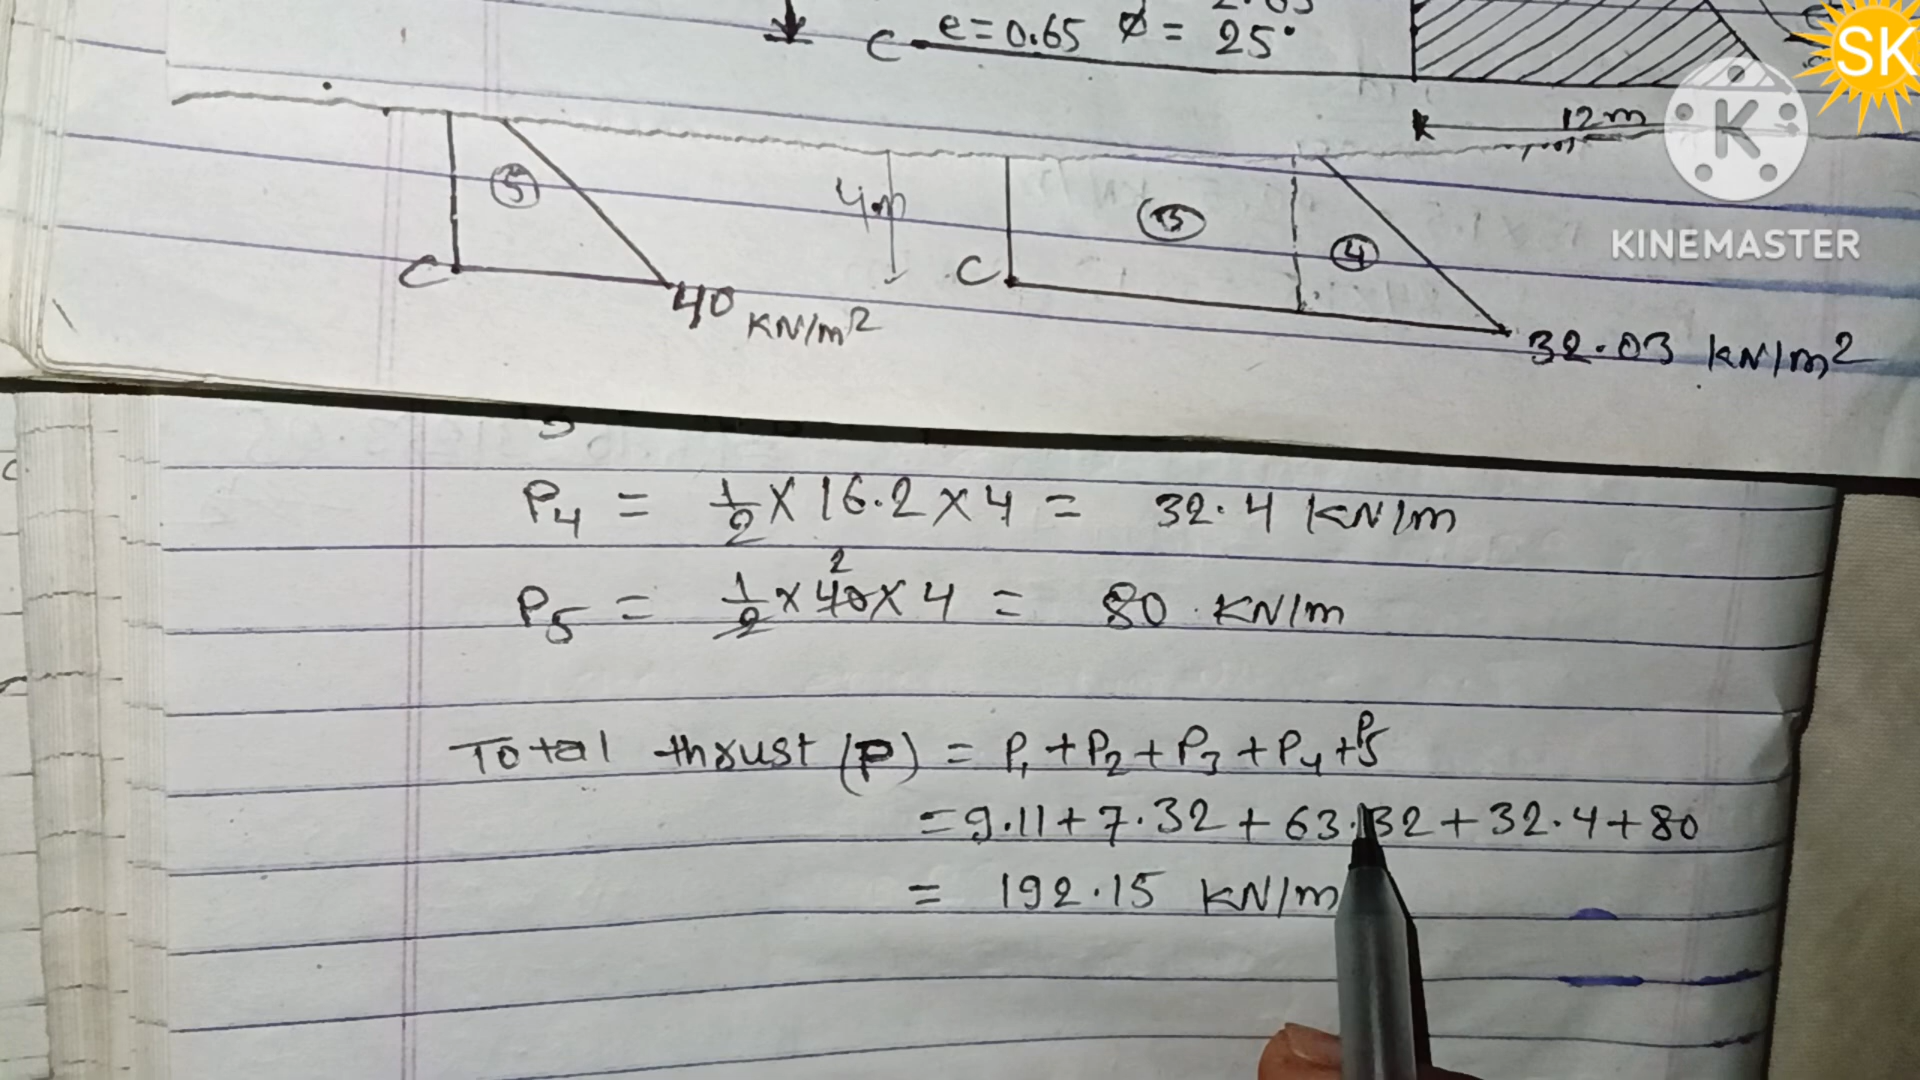 e=0.65 ϕ= 25°
C
SK
12m
K
KINEMASTER
5
4m
3
4
C
C
40 KN/m²
32.03 KN/m²
P4 = 1/2 × 16.2 × 4 = 32.4 KN/m
2
P5 = 1/2 × 40 × 4 = 80 KN/m
Total thrust (P) = P1 + P2 + P3 + P4 + P5
= 9.11 + 7.32 + 63.32 + 32.4 + 80
= 192.15 KN/m